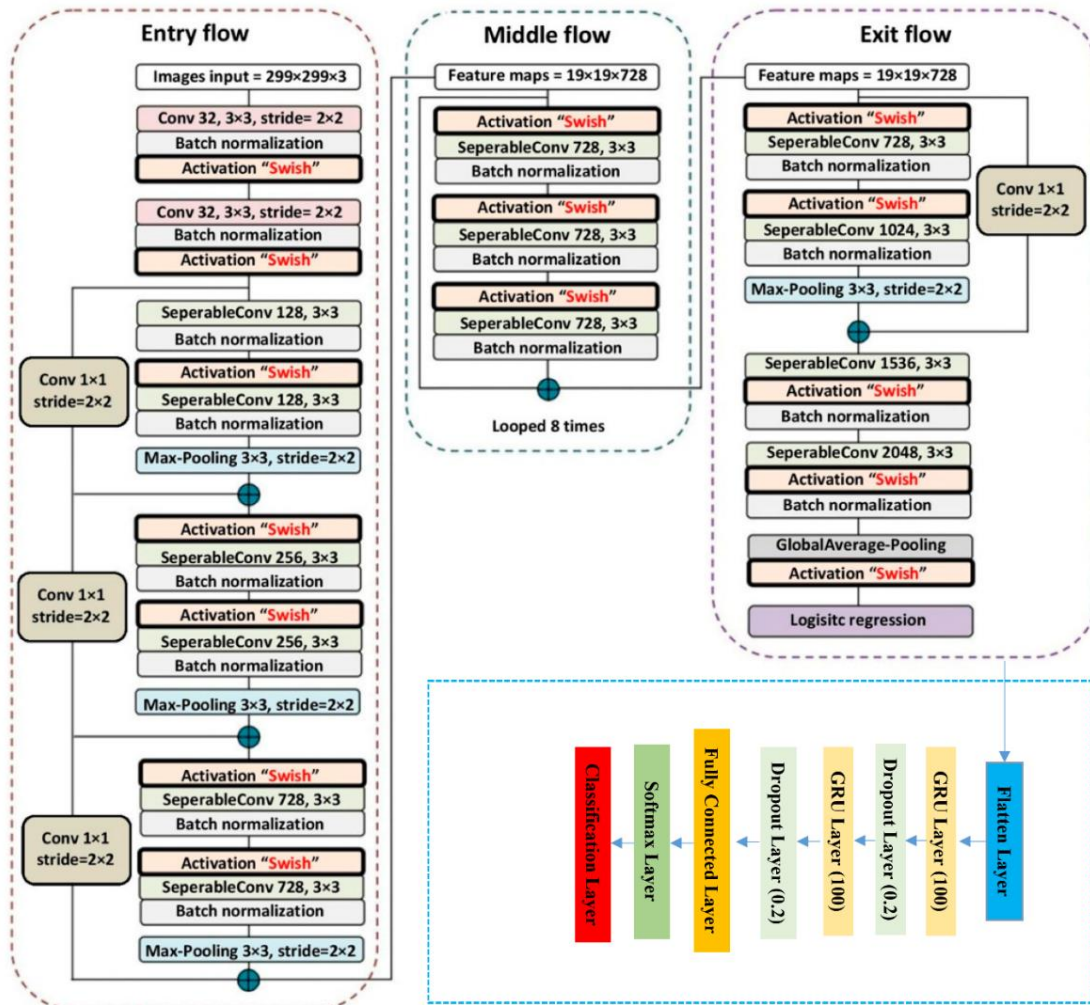 Entry flow
Images input = 299×299×3
Conv 32, 3×3, stride= 2×2
Batch normalization
Activation “Swish”
Conv 32, 3×3, stride= 2×2
Batch normalization
Activation “Swish”
SeperableConv 128, 3×3
Batch normalization
Activation “Swish”
SeperableConv 128, 3×3
Batch normalization
Max-Pooling 3×3, stride=2×2
Conv 1×1
stride=2×2
Activation “Swish”
SeperableConv 256, 3×3
Batch normalization
Activation “Swish”
SeperableConv 256, 3×3
Batch normalization
Max-Pooling 3×3, stride=2×2
Conv 1×1
stride=2×2
Activation “Swish”
SeperableConv 728, 3×3
Batch normalization
Activation “Swish”
SeperableConv 728, 3×3
Batch normalization
Max-Pooling 3×3, stride=2×2
Conv 1×1
stride=2×2
Middle flow
Feature maps = 19×19×728
Activation “Swish”
SeperableConv 728, 3×3
Batch normalization
Activation “Swish”
SeperableConv 728, 3×3
Batch normalization
Activation “Swish”
SeperableConv 728, 3×3
Batch normalization
Looped 8 times
Exit flow
Feature maps = 19×19×728
Activation “Swish”
SeperableConv 728, 3×3
Batch normalization
Activation “Swish”
SeperableConv 1024, 3×3
Batch normalization
Max-Pooling 3×3, stride=2×2
Conv 1×1
stride=2×2
SeperableConv 1536, 3×3
Activation “Swish”
Batch normalization
SeperableConv 2048, 3×3
Activation “Swish”
Batch normalization
GlobalAverage-Pooling
Activation “Swish”
Logisitc regression
Flatten Layer
GRU Layer (100)
Dropout Layer (0.2)
GRU Layer (100)
Dropout Layer (0.2)
Fully Connected Layer
Softmax Layer
Classification Layer